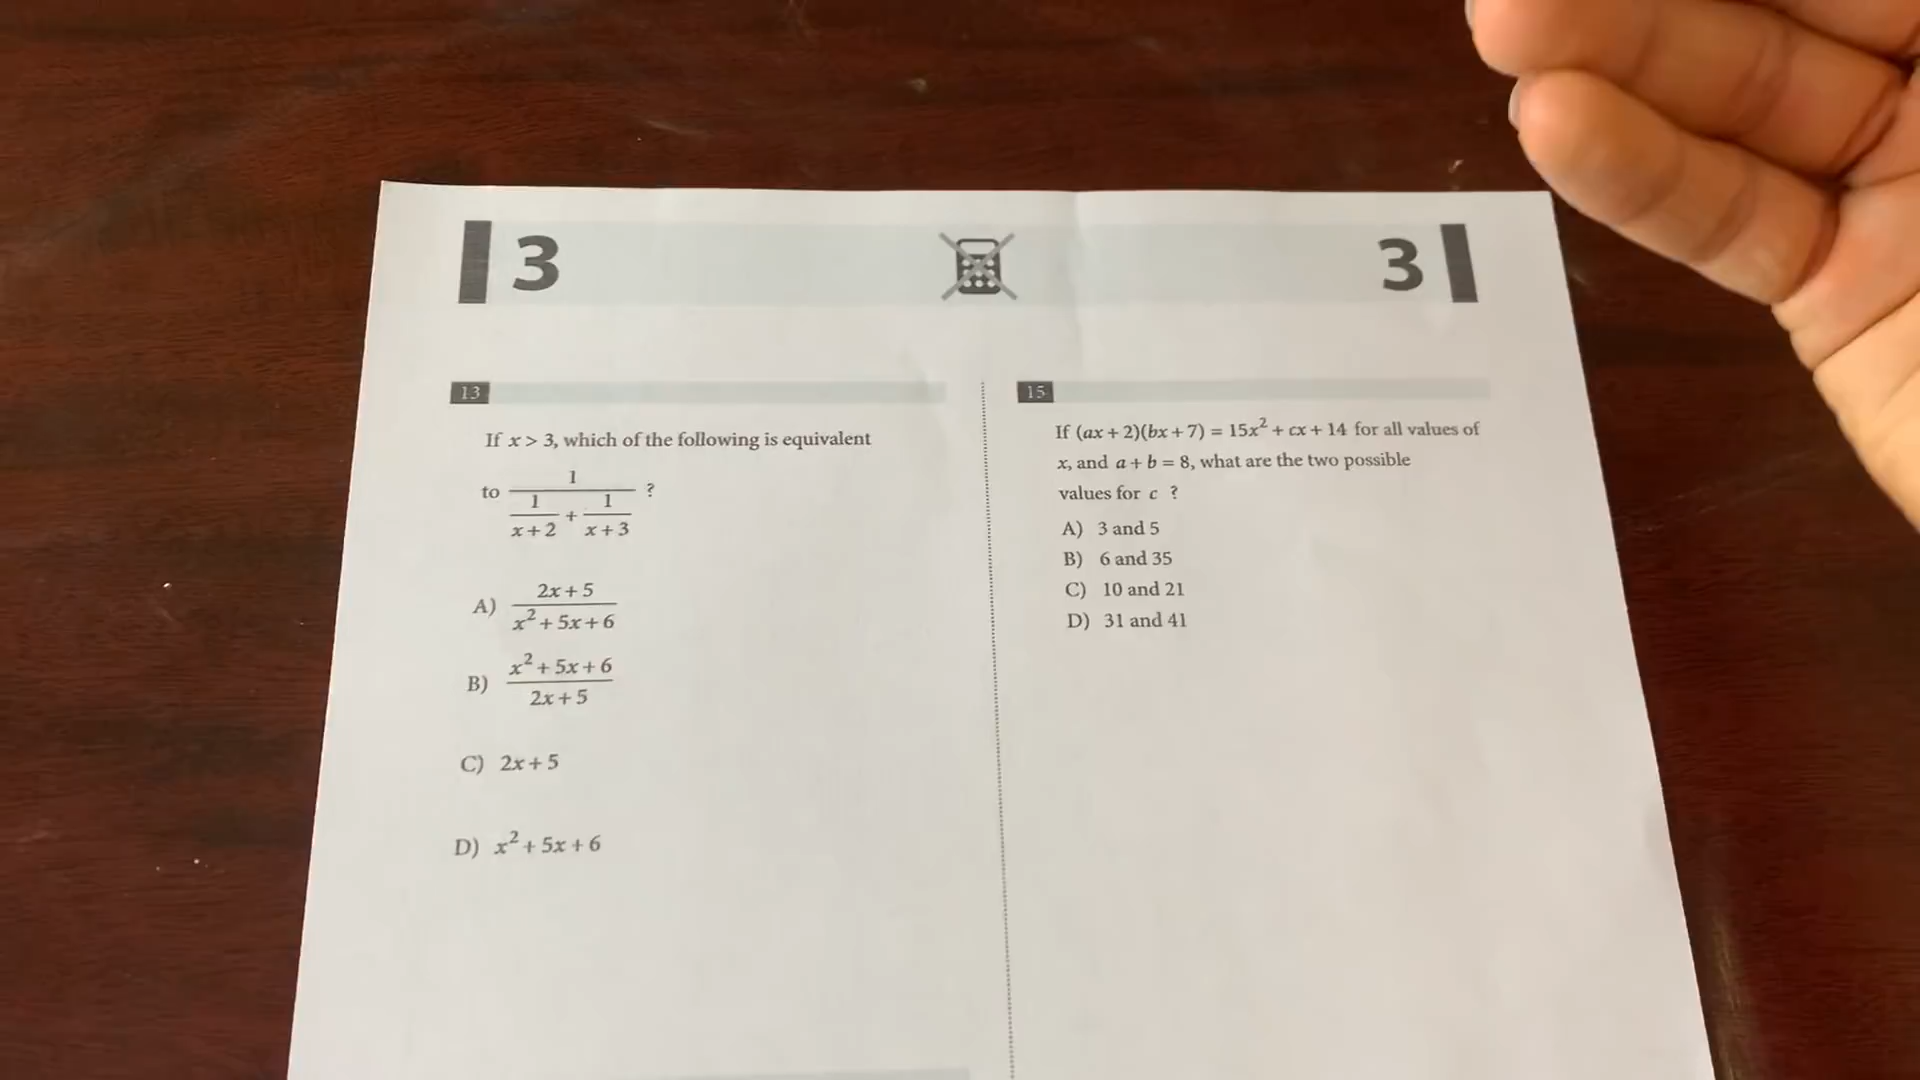 3 3
13
If x > 3, which of the following is equivalent
to 1/(1/(x+2) + 1/(x+3)) ?
A) (2x+5)/(x²+5x+6)
B) (x²+5x+6)/(2x+5)
C) 2x+5
D) x²+5x+6
15
If (ax+2)(bx+7) = 15x²+cx+14 for all values of
x, and a+b = 8, what are the two possible
values for c ?
A) 3 and 5
B) 6 and 35
C) 10 and 21
D) 31 and 41